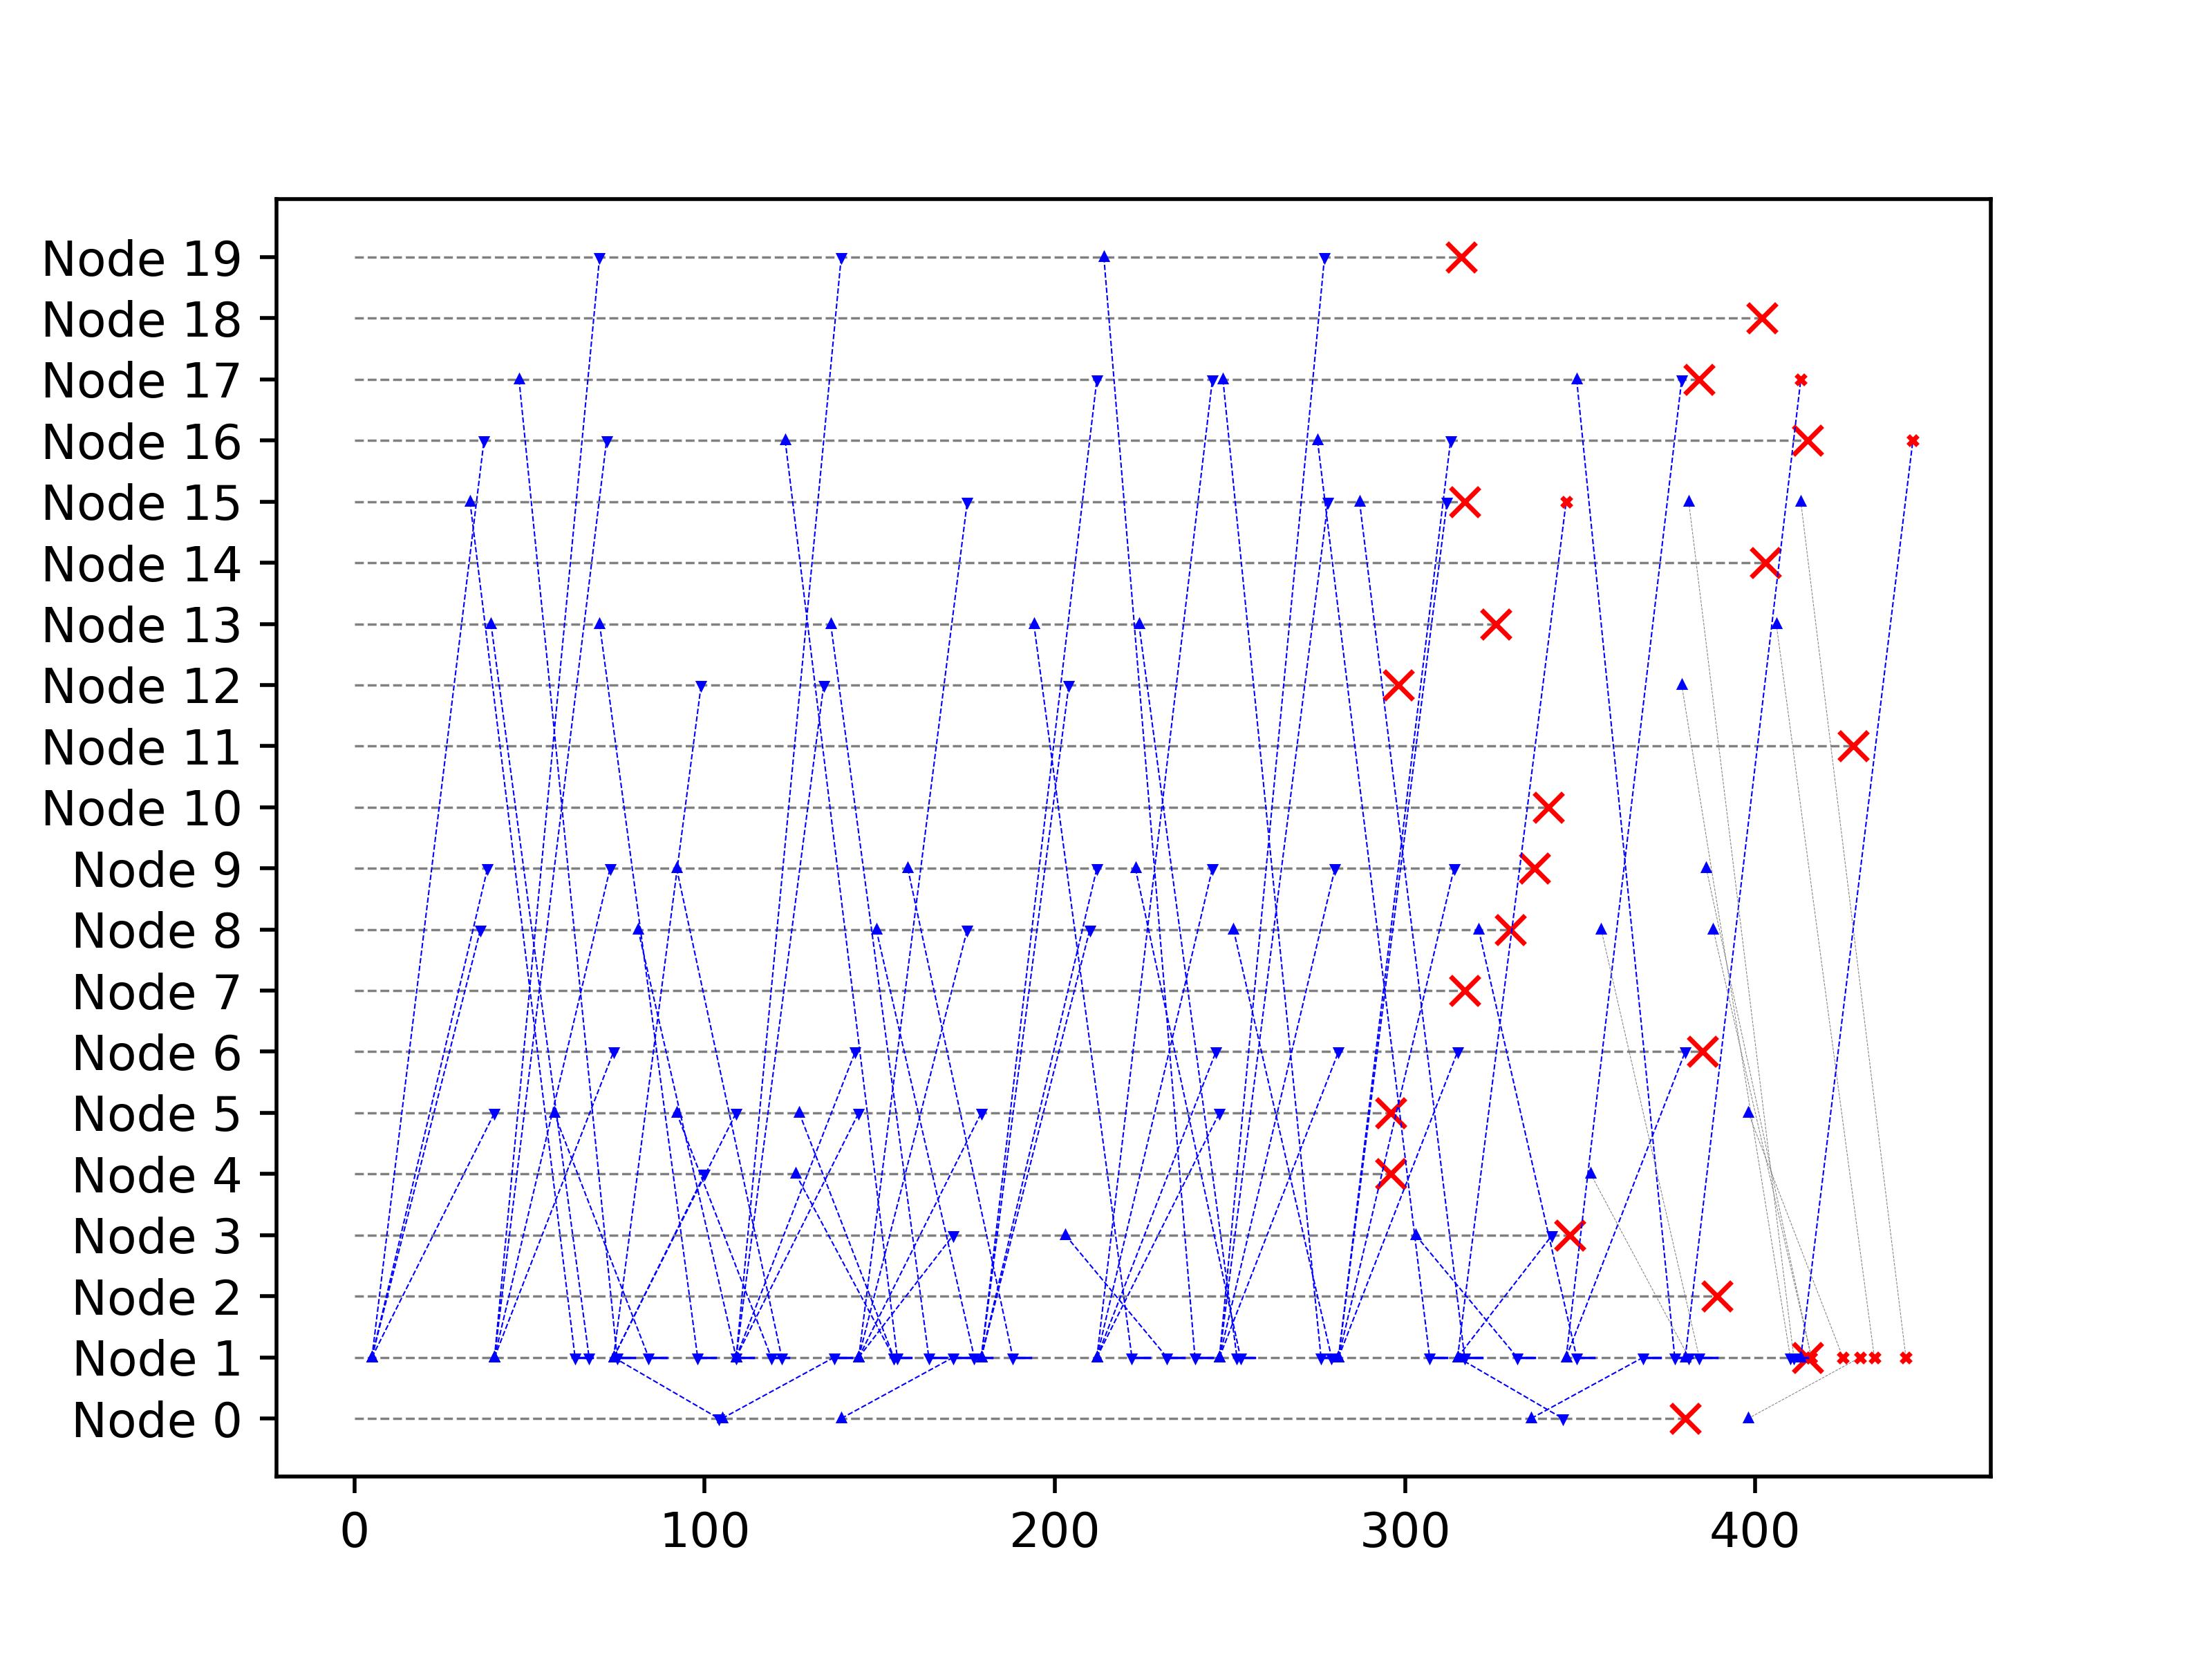 Node 19
Node 18
Node 17
Node 16
Node 15
Node 14
Node 13
Node 12
Node 11
Node 10
Node 9
Node 8
Node 7
Node 6
Node 5
Node 4
Node 3
Node 2
Node 1
Node 0
0 100 200 300 400